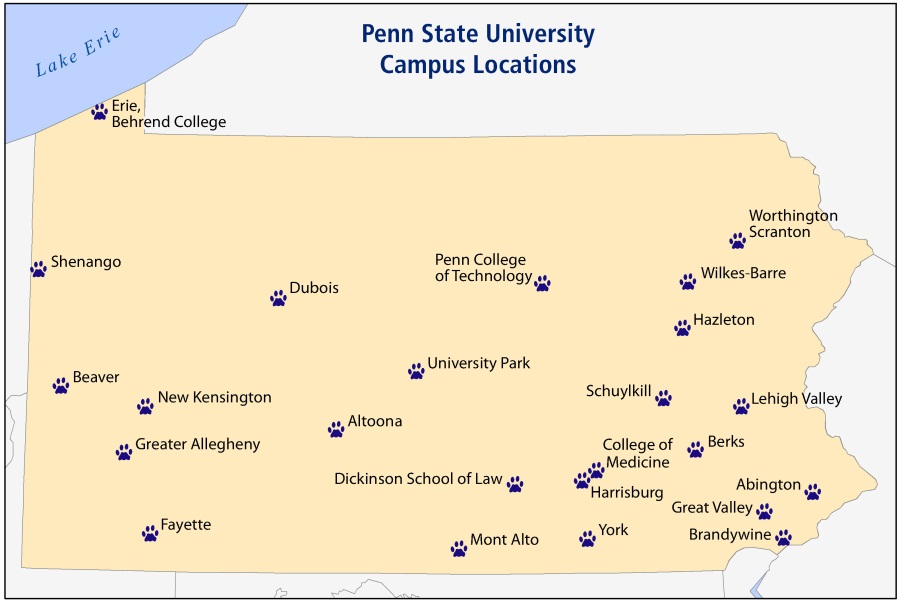 Penn State University
Campus Locations
Lake Erie
Erie,
Behrend College
Worthington
Scranton
Shenango
Penn College
of Technology
Wilkes-Barre
Dubois
Hazleton
University Park
Beaver
Schuylkill
New Kensington
Lehigh Valley
Altoona
Greater Allegheny
College of
Medicine
Berks
Dickinson School of Law
Harrisburg
Abington
Great Valley
Fayette
York
Brandywine
Mont Alto